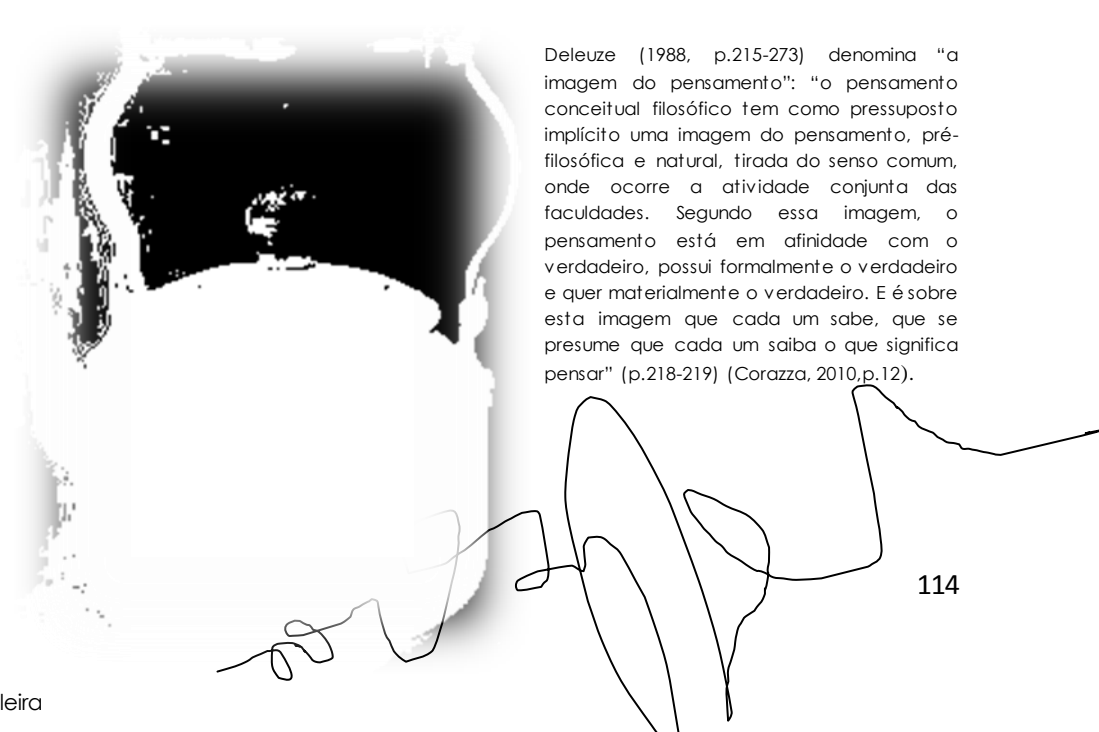 Deleuze (1988, p.215-273) denomina “a
imagem do pensamento”: “o pensamento
conceitual filosófico tem como pressuposto
implícito uma imagem do pensamento, pré-
filosófica e natural, tirada do senso comum,
onde ocorre a atividade conjunta das
faculdades. Segundo essa imagem, o
pensamento está em afinidade com o
verdadeiro, possui formalmente o verdadeiro
e quer materialmente o verdadeiro. E é sobre
esta imagem que cada um sabe, que se
presume que cada um saiba o que significa
pensar” (p.218-219) (Corazza, 2010,p.12).
114
leira